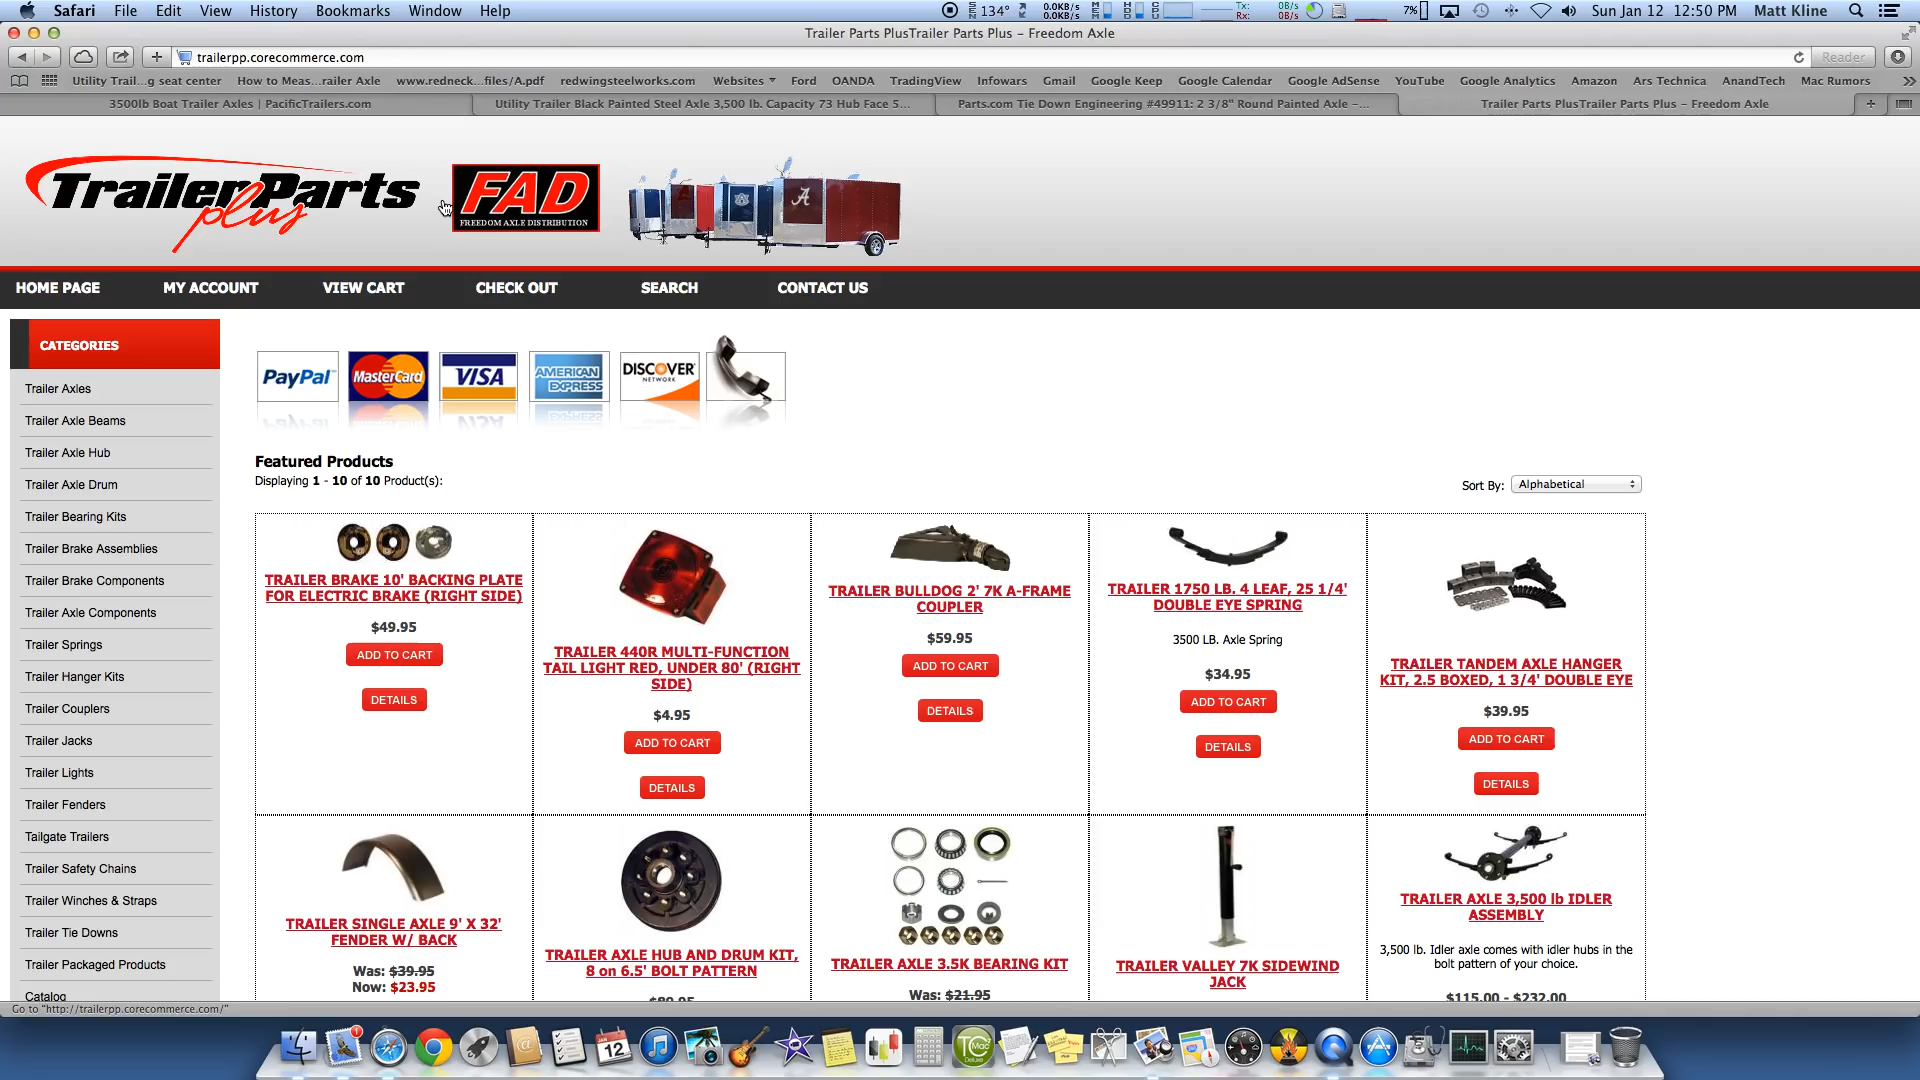 Safari File Edit View History Bookmarks Window Help 134° 0.0KB/s 0.0KB/s Tx: 0B/s Rx: 0B/s 7% Sun Jan 12 12:50 PM Matt Kline
Trailer Parts PlusTrailer Parts Plus – Freedom Axle
trailerpp.corecommerce.com Reader
Utility Trail...g seat center How to Meas...railer Axle www.redneck...files/A.pdf redwingsteelworks.com Websites Ford OANDA TradingView Infowars Gmail Google Keep Google Calendar Google AdSense YouTube Google Analytics Amazon Ars Technica AnandTech Mac Rumors
3500lb Boat Trailer Axles | PacificTrailers.com Utility Trailer Black Painted Steel Axle 3,500 lb. Capacity 73 Hub Face 5... Parts.com Tie Down Engineering #49911: 2 3/8" Round Painted Axle –... Trailer Parts PlusTrailer Parts Plus – Freedom Axle
TrailerParts
plus
FAD
FREEDOM AXLE DISTRIBUTION
HOME PAGE MY ACCOUNT VIEW CART CHECK OUT SEARCH CONTACT US
CATEGORIES
Trailer Axles
Trailer Axle Beams
Trailer Axle Hub
Trailer Axle Drum
Trailer Bearing Kits
Trailer Brake Assemblies
Trailer Brake Components
Trailer Axle Components
Trailer Springs
Trailer Hanger Kits
Trailer Couplers
Trailer Jacks
Trailer Lights
Trailer Fenders
Tailgate Trailers
Trailer Safety Chains
Trailer Winches & Straps
Trailer Tie Downs
Trailer Packaged Products
Catalog
PayPal MasterCard VISA AMERICAN EXPRESS DISCOVER NETWORK
Featured Products
Displaying 1 - 10 of 10 Product(s):
Sort By: Alphabetical
TRAILER BRAKE 10' BACKING PLATE
FOR ELECTRIC BRAKE (RIGHT SIDE)
$49.95
ADD TO CART
DETAILS
TRAILER 440R MULTI-FUNCTION
TAIL LIGHT RED, UNDER 80' (RIGHT
SIDE)
$4.95
ADD TO CART
DETAILS
TRAILER BULLDOG 2' 7K A-FRAME
COUPLER
$59.95
ADD TO CART
DETAILS
TRAILER 1750 LB. 4 LEAF, 25 1/4'
DOUBLE EYE SPRING
3500 LB. Axle Spring
$34.95
ADD TO CART
DETAILS
TRAILER TANDEM AXLE HANGER
KIT, 2.5 BOXED, 1 3/4' DOUBLE EYE
$39.95
ADD TO CART
DETAILS
TRAILER SINGLE AXLE 9' X 32'
FENDER W/ BACK
Was: $39.95
Now: $23.95
TRAILER AXLE HUB AND DRUM KIT,
8 on 6.5' BOLT PATTERN
$89.95
TRAILER AXLE 3.5K BEARING KIT
Was: $21.95
TRAILER VALLEY 7K SIDEWIND
JACK
TRAILER AXLE 3,500 lb IDLER
ASSEMBLY
3,500 lb. Idler axle comes with idler hubs in the
bolt pattern of your choice.
$115.00 - $232.00
Go to "http://trailerpp.corecommerce.com/"
1
JAN
12
TC